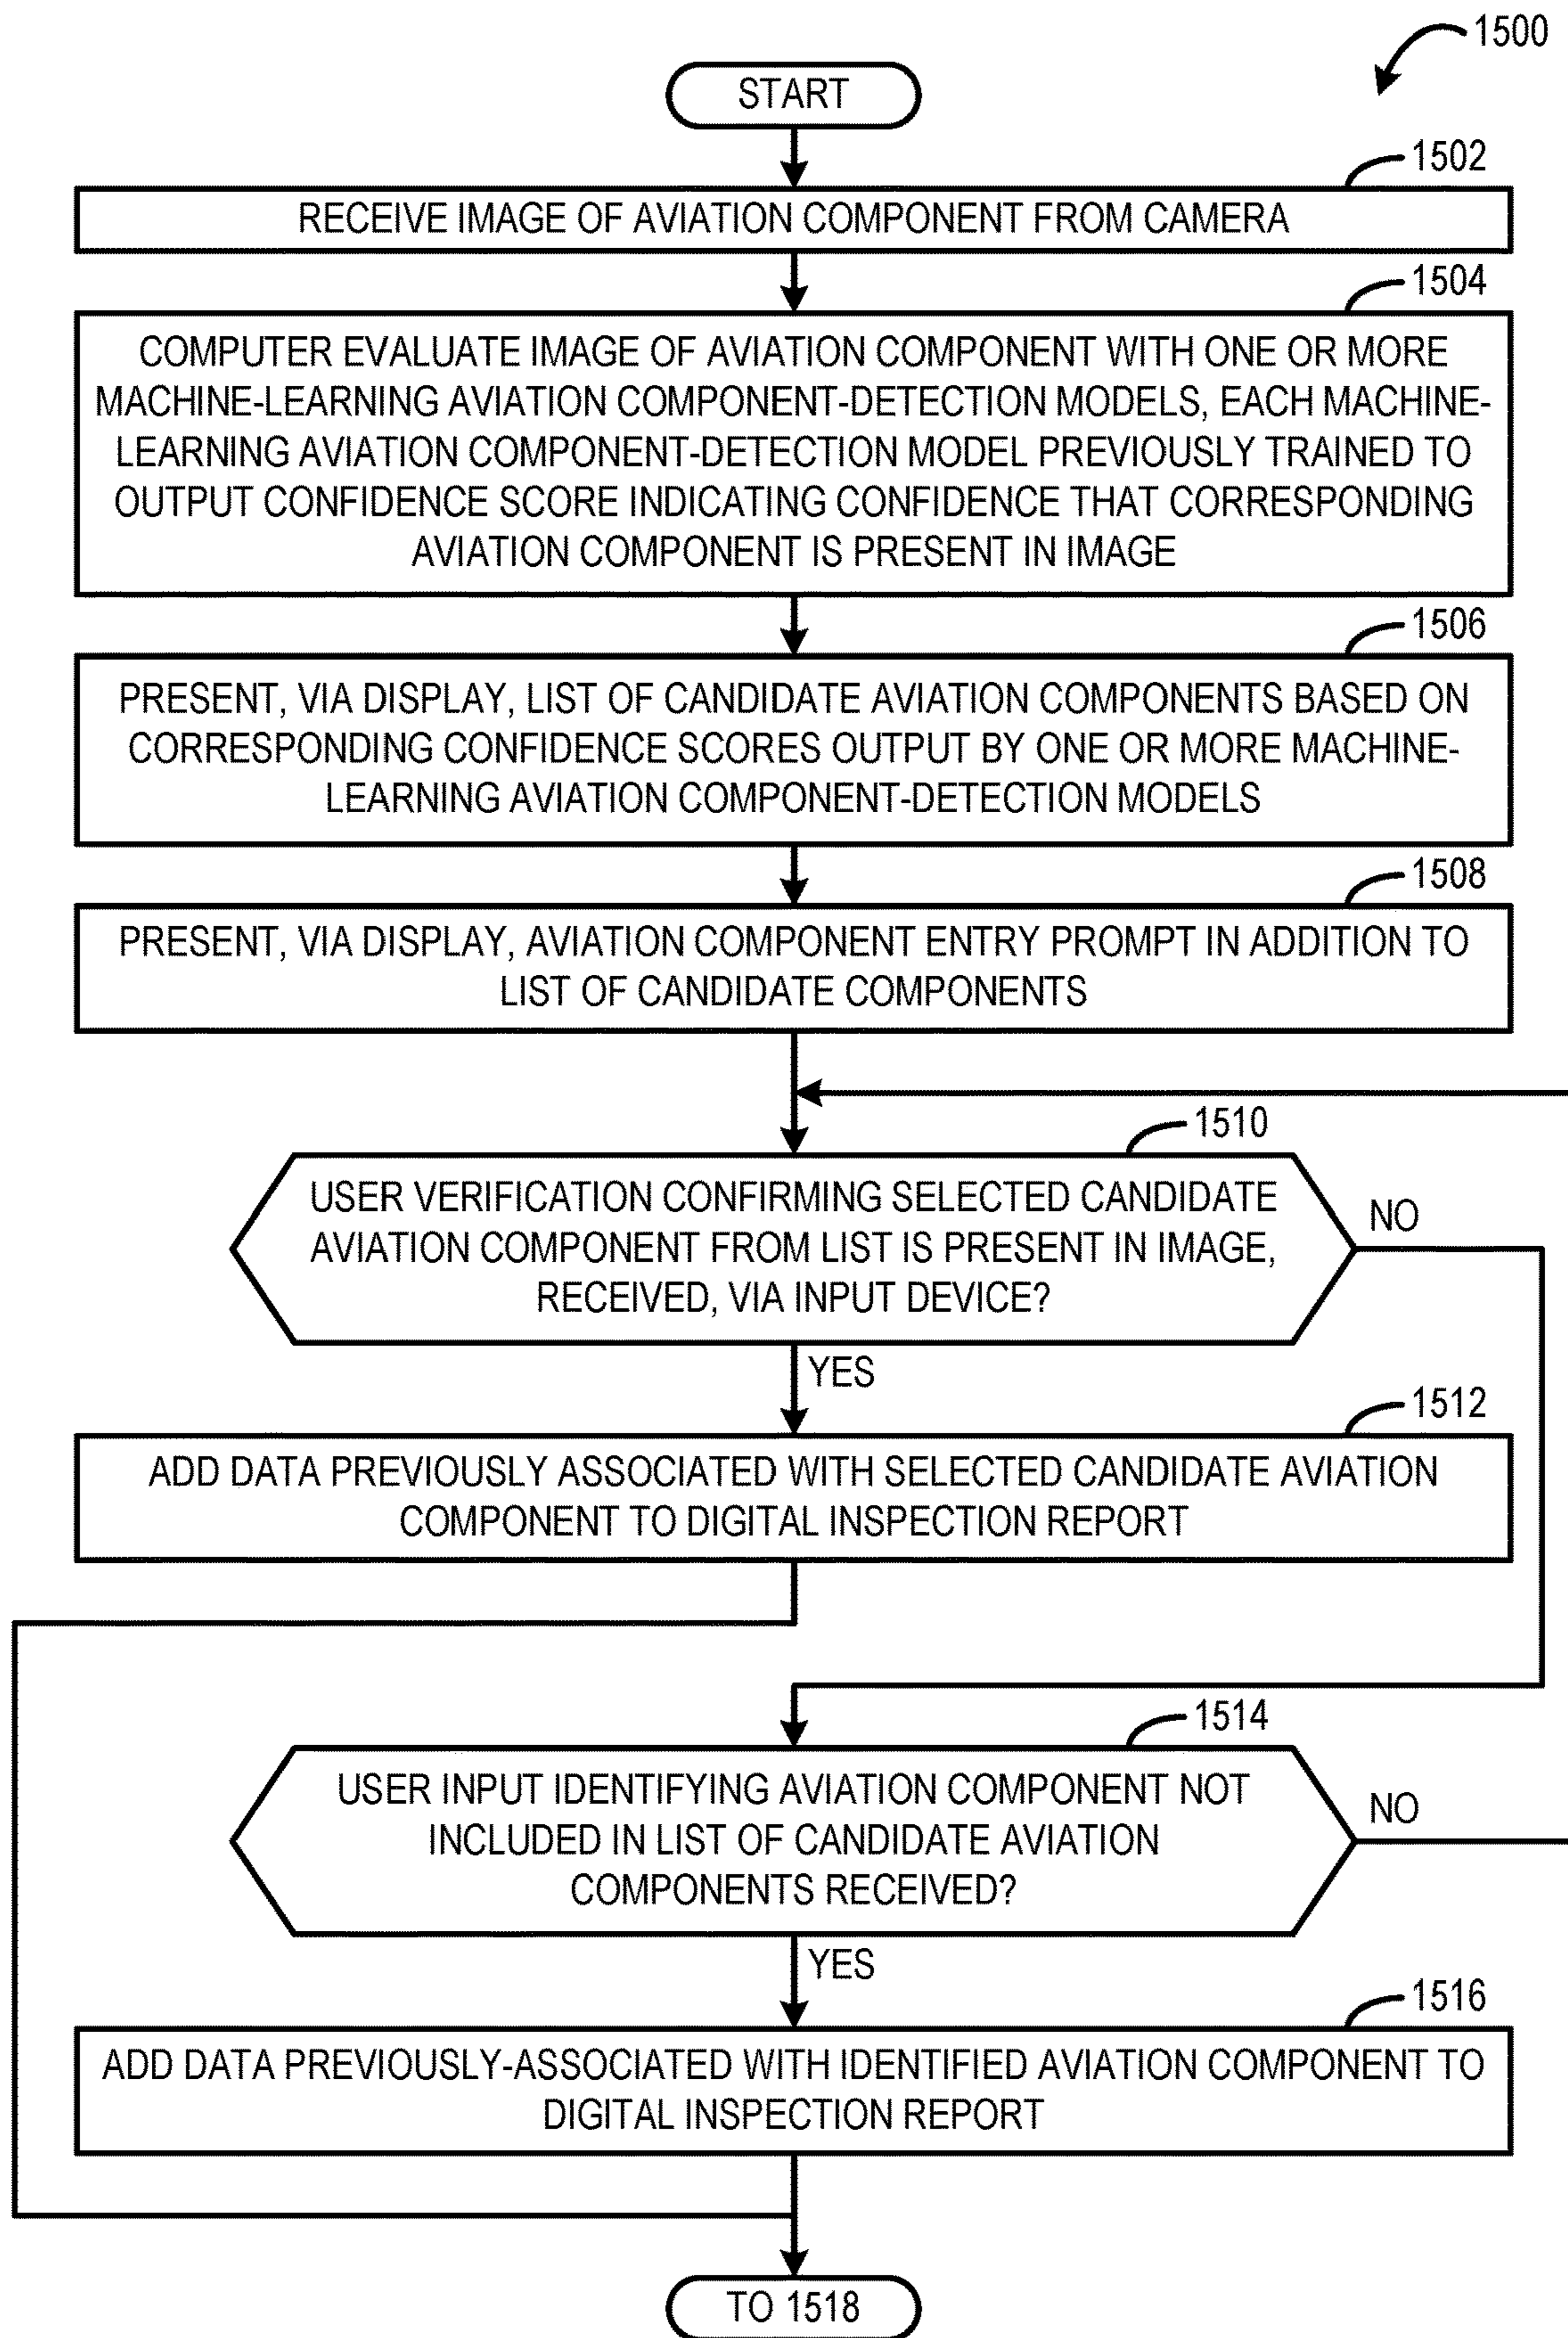 1500
START
1502
RECEIVE IMAGE OF AVIATION COMPONENT FROM CAMERA
1504
COMPUTER EVALUATE IMAGE OF AVIATION COMPONENT WITH ONE OR MORE
MACHINE-LEARNING AVIATION COMPONENT-DETECTION MODELS, EACH MACHINE-
LEARNING AVIATION COMPONENT-DETECTION MODEL PREVIOUSLY TRAINED TO
OUTPUT CONFIDENCE SCORE INDICATING CONFIDENCE THAT CORRESPONDING
AVIATION COMPONENT IS PRESENT IN IMAGE
1506
PRESENT, VIA DISPLAY, LIST OF CANDIDATE AVIATION COMPONENTS BASED ON
CORRESPONDING CONFIDENCE SCORES OUTPUT BY ONE OR MORE MACHINE-
LEARNING AVIATION COMPONENT-DETECTION MODELS
1508
PRESENT, VIA DISPLAY, AVIATION COMPONENT ENTRY PROMPT IN ADDITION TO
LIST OF CANDIDATE COMPONENTS
1510
USER VERIFICATION CONFIRMING SELECTED CANDIDATE
AVIATION COMPONENT FROM LIST IS PRESENT IN IMAGE,
RECEIVED, VIA INPUT DEVICE?
NO
YES
1512
ADD DATA PREVIOUSLY ASSOCIATED WITH SELECTED CANDIDATE AVIATION
COMPONENT TO DIGITAL INSPECTION REPORT
1514
USER INPUT IDENTIFYING AVIATION COMPONENT NOT
INCLUDED IN LIST OF CANDIDATE AVIATION
COMPONENTS RECEIVED?
NO
YES
1516
ADD DATA PREVIOUSLY-ASSOCIATED WITH IDENTIFIED AVIATION COMPONENT TO
DIGITAL INSPECTION REPORT
TO 1518